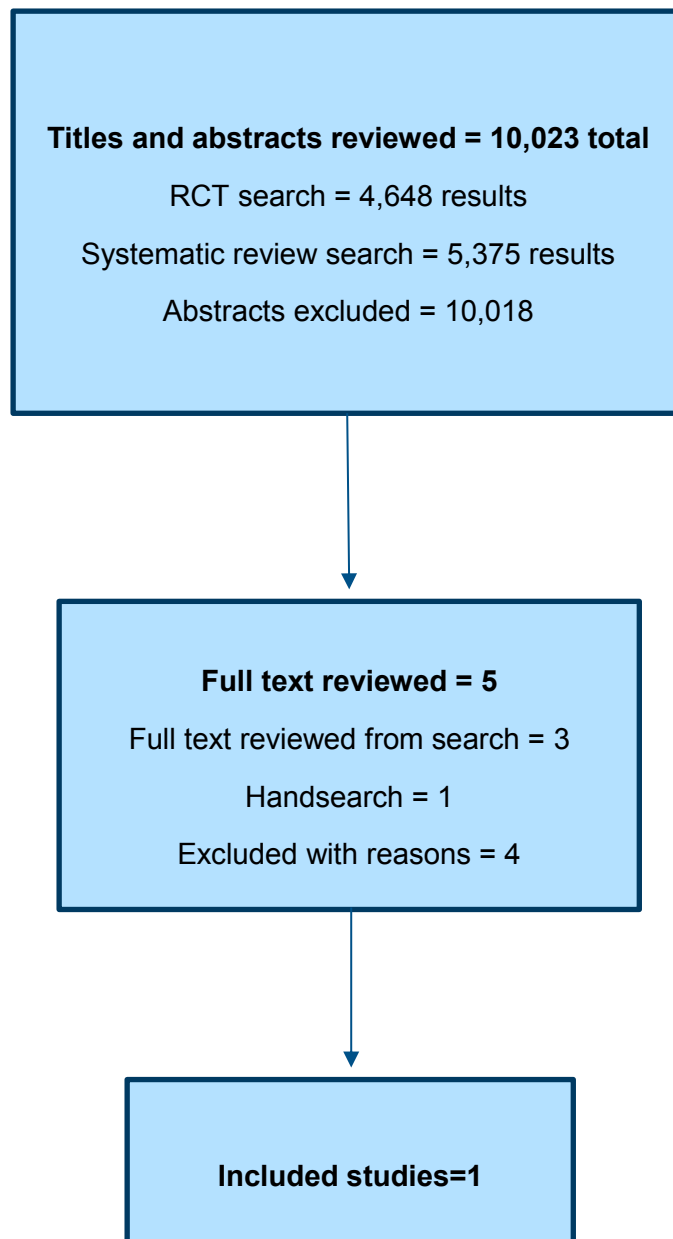 Titles and abstracts reviewed = 10,023 total
RCT search = 4,648 results
Systematic review search = 5,375 results
Abstracts excluded = 10,018
Full text reviewed = 5
Full text reviewed from search = 3
Handsearch = 1
Excluded with reasons = 4
Included studies=1